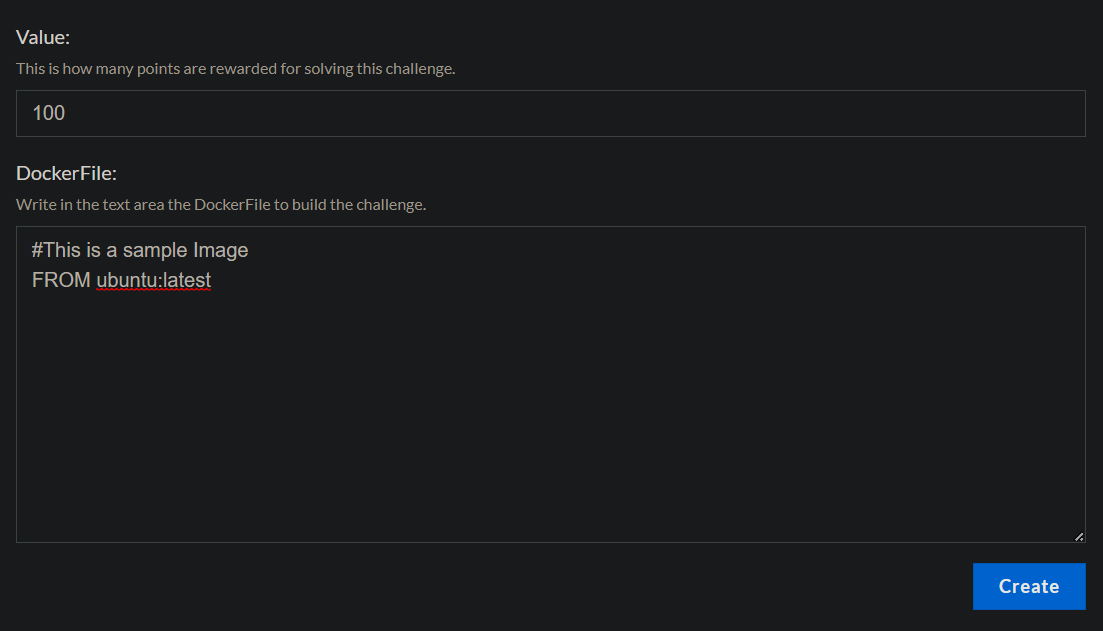 Value:
This is how many points are rewarded for solving this challenge.
100
DockerFile:
Write in the text area the DockerFile to build the challenge.
#This is a sample Image
FROM ubuntu:latest
Create